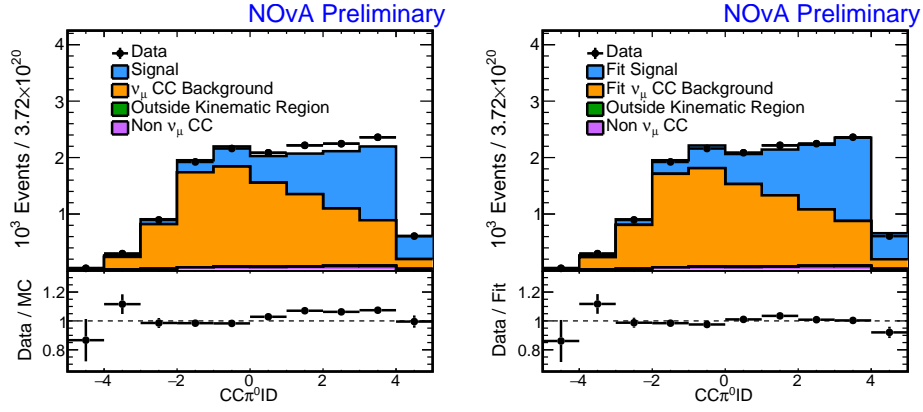 NOvA Preliminary
10³ Events / 3.72×10²⁰
4
3
2
1
Data
Signal
νμ CC Background
Outside Kinematic Region
Non νμ CC
Data / MC
1.2
1
0.8
−4 −2 0 2 4
CCπ⁰ID
NOvA Preliminary
10³ Events / 3.72×10²⁰
4
3
2
1
Data
Fit Signal
Fit νμ CC Background
Outside Kinematic Region
Non νμ CC
Data / Fit
1.2
1
0.8
−4 −2 0 2 4
CCπ⁰ID